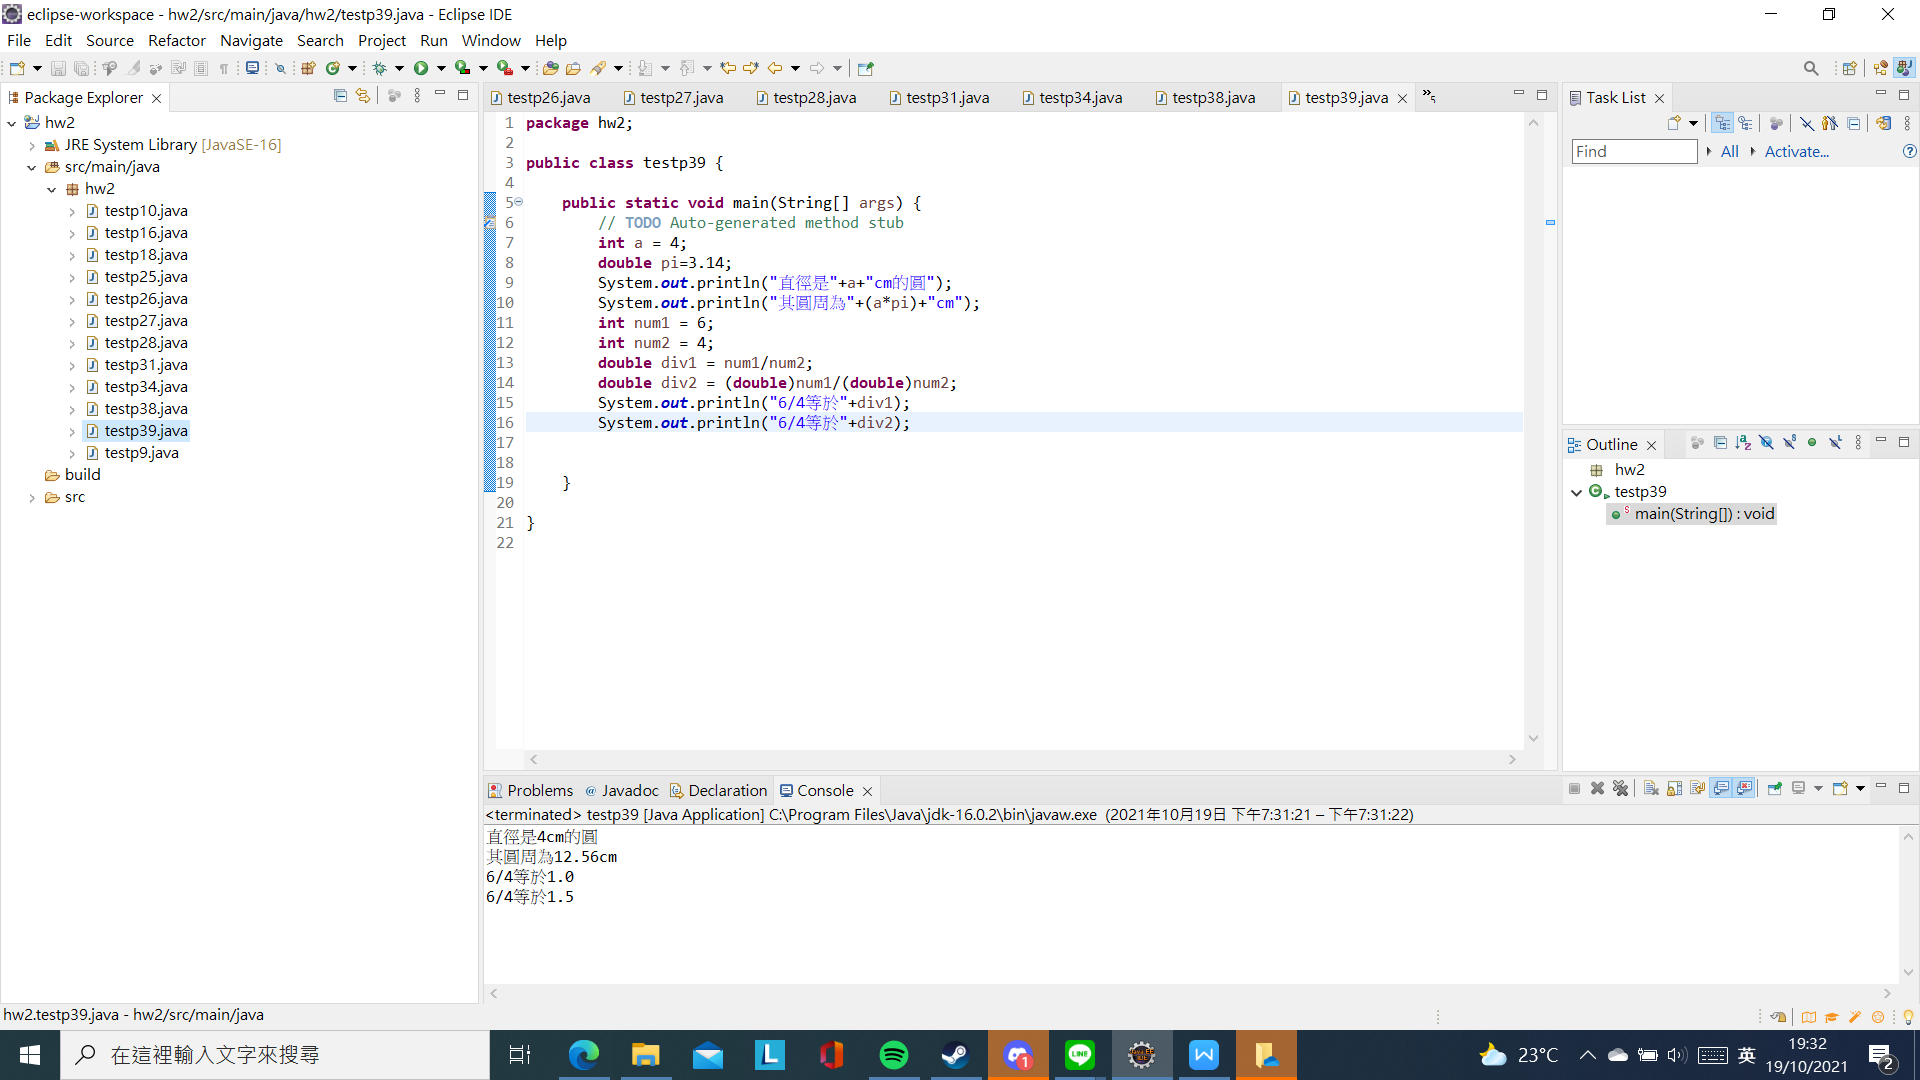 eclipse-workspace - hw2/src/main/java/hw2/testp39.java - Eclipse IDE
File Edit Source Refactor Navigate Search Project Run Window Help
Package Explorer
hw2
JRE System Library [JavaSE-16]
src/main/java
hw2
testp10.java
testp16.java
testp18.java
testp25.java
testp26.java
testp27.java
testp28.java
testp31.java
testp34.java
testp38.java
testp39.java
testp9.java
build
src
testp26.java testp27.java testp28.java testp31.java testp34.java testp38.java testp39.java »5
1 package hw2;
2
3 public class testp39 {
4
5 public static void main(String[] args) {
6 // TODO Auto-generated method stub
7 int a = 4;
8 double pi=3.14;
9 System.out.println("直徑是"+a+"cm的圓");
10 System.out.println("其圓周為"+(a*pi)+"cm");
11 int num1 = 6;
12 int num2 = 4;
13 double div1 = num1/num2;
14 double div2 = (double)num1/(double)num2;
15 System.out.println("6/4等於"+div1);
16 System.out.println("6/4等於"+div2);
17
18
19 }
20
21 }
22
Task List
Find All Activate...
Outline
hw2
testp39
main(String[]) : void
Problems @ Javadoc Declaration Console
<terminated> testp39 [Java Application] C:\Program Files\Java\jdk-16.0.2\bin\javaw.exe (2021年10月19日 下午7:31:21 – 下午7:31:22)
直徑是4cm的圓
其圓周為12.56cm
6/4等於1.0
6/4等於1.5
hw2.testp39.java - hw2/src/main/java
在這裡輸入文字來搜尋
23°C
英
19:32
19/10/2021
2